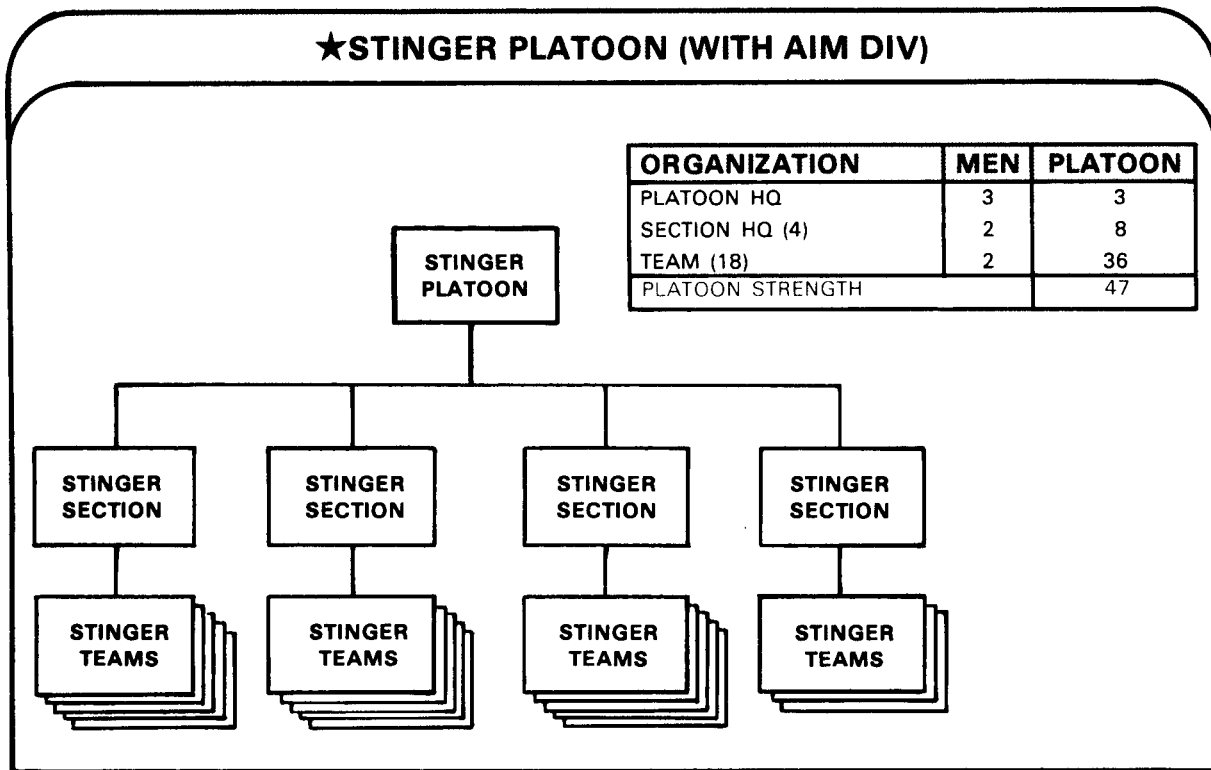 ★STINGER PLATOON (WITH AIM DIV)
ORGANIZATION MEN PLATOON
PLATOON HQ 3 3
SECTION HQ (4) 2 8
TEAM (18) 2 36
PLATOON STRENGTH 47
STINGER
PLATOON
STINGER
SECTION
STINGER
SECTION
STINGER
SECTION
STINGER
SECTION
STINGER
TEAMS
STINGER
TEAMS
STINGER
TEAMS
STINGER
TEAMS